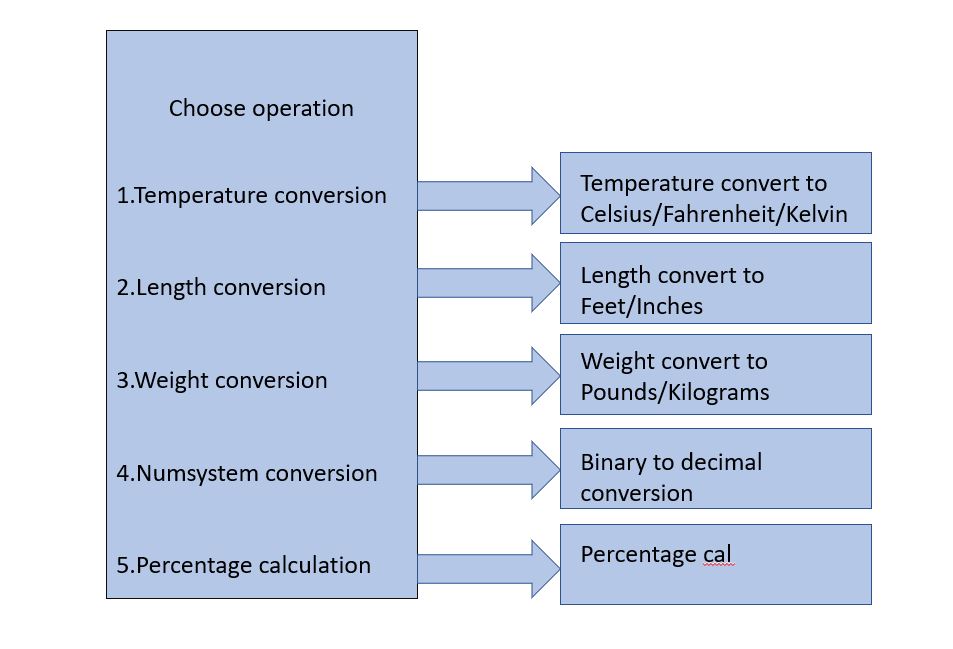 Choose operation
1.Temperature conversion
2.Length conversion
3.Weight conversion
4.Numsystem conversion
5.Percentage calculation
Temperature convert to
Celsius/Fahrenheit/Kelvin
Length convert to
Feet/Inches
Weight convert to
Pounds/Kilograms
Binary to decimal
conversion
Percentage cal